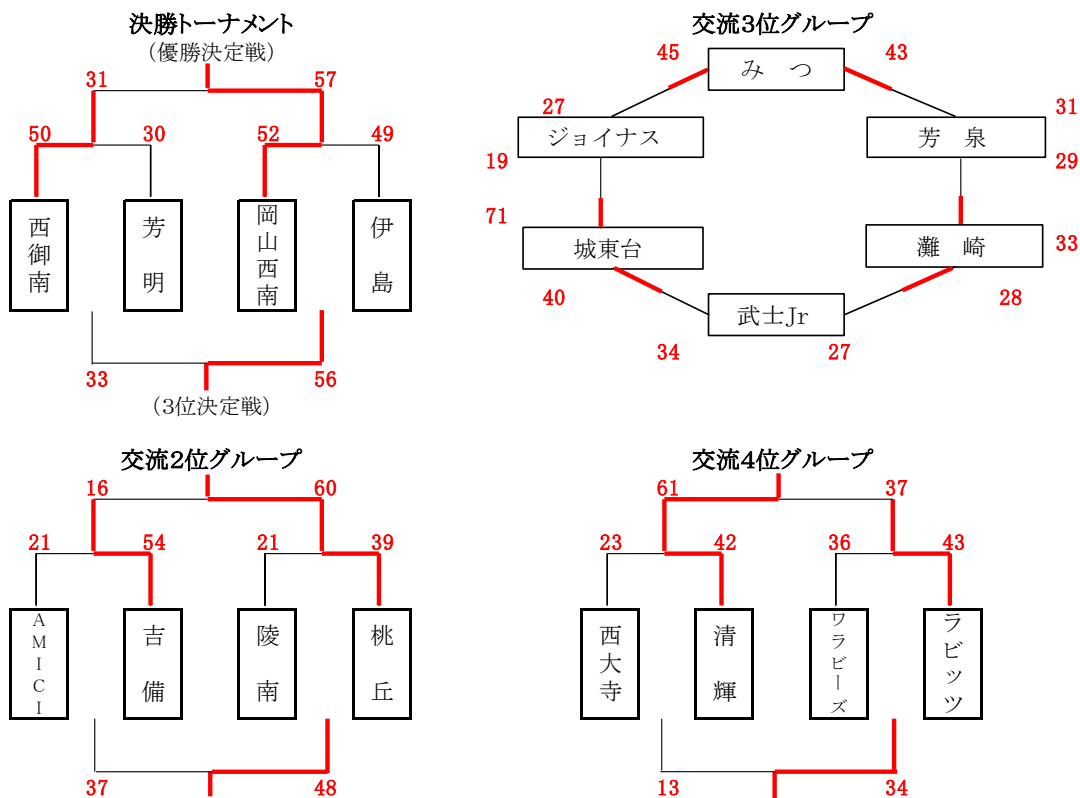 決勝トーナメント
(優勝決定戦)
31
57
50
30
52
49
西御南
芳明
岡山西南
伊島
33
56
(3位決定戦)
交流3位グループ
45
43
みつ
27
31
ジョイナス
芳泉
19
29
71
城東台
灘崎
33
40
28
武士Jr
34
27
交流2位グループ
16
60
21
54
21
39
AMICI
吉備
陵南
桃丘
37
48
交流4位グループ
61
37
23
42
36
43
西大寺
清輝
ワラビーズ
ラビッツ
13
34